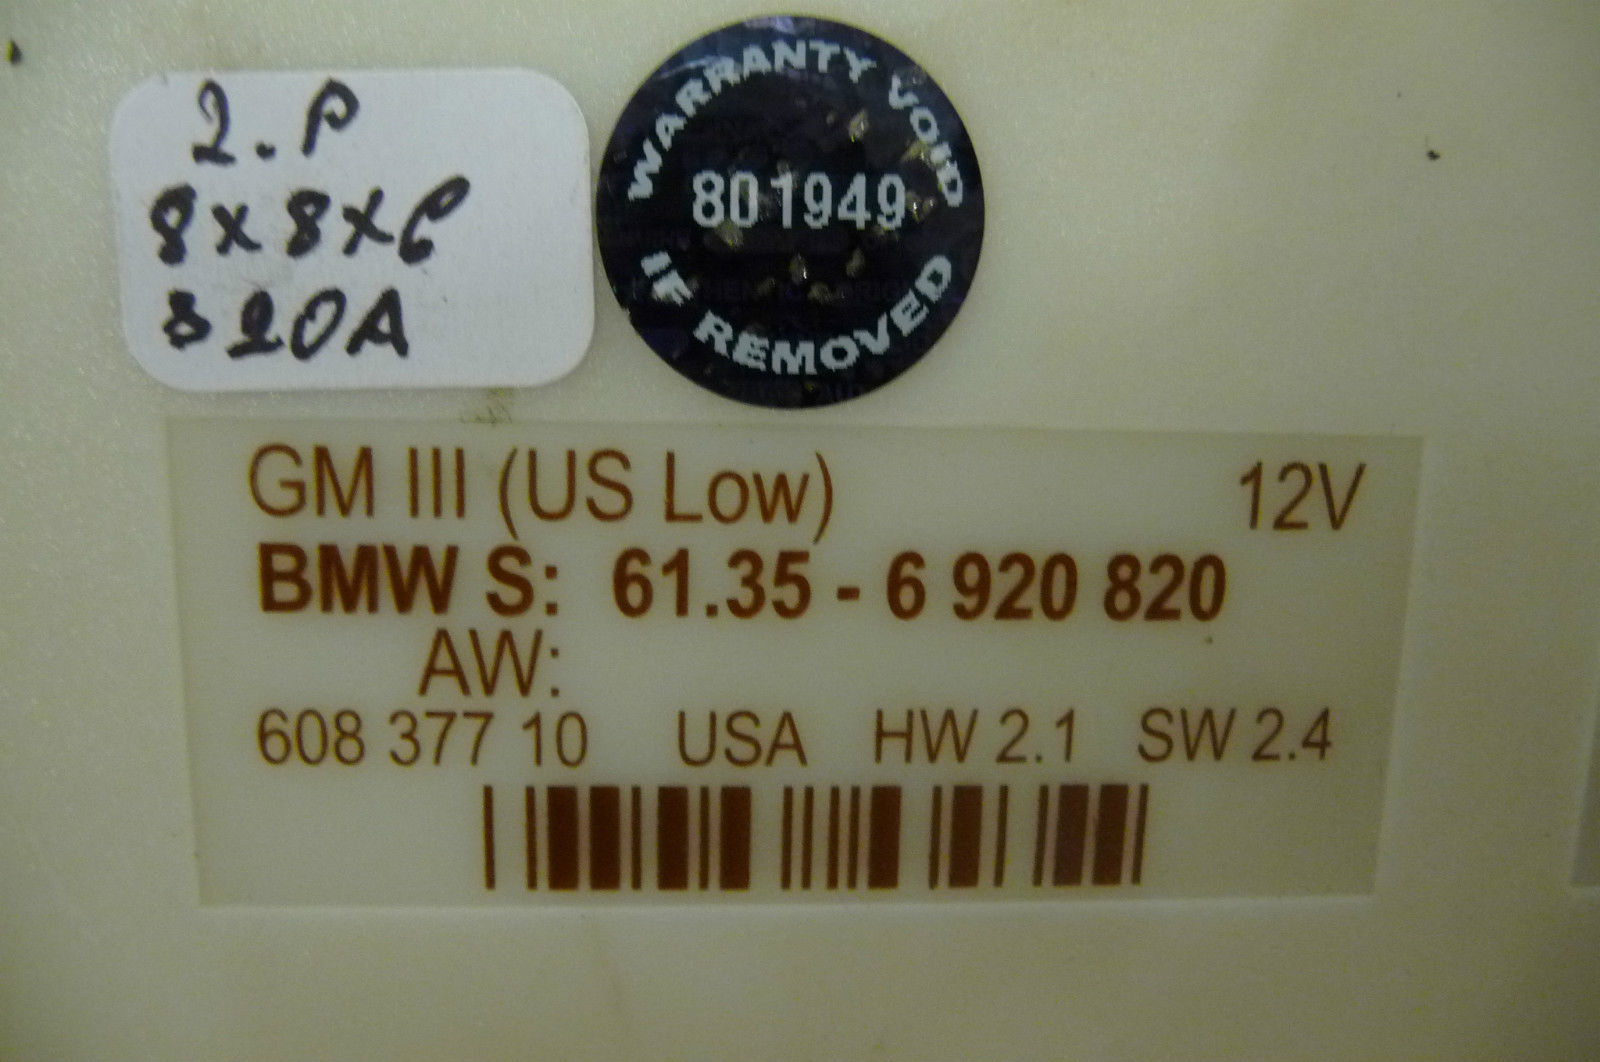 2.P
8x8x6
320A
WARRANTY VOID
801949
IF REMOVED
GM III (US Low) 12V
BMW S: 61.35 - 6 920 820
AW:
608 377 10 USA HW 2.1 SW 2.4